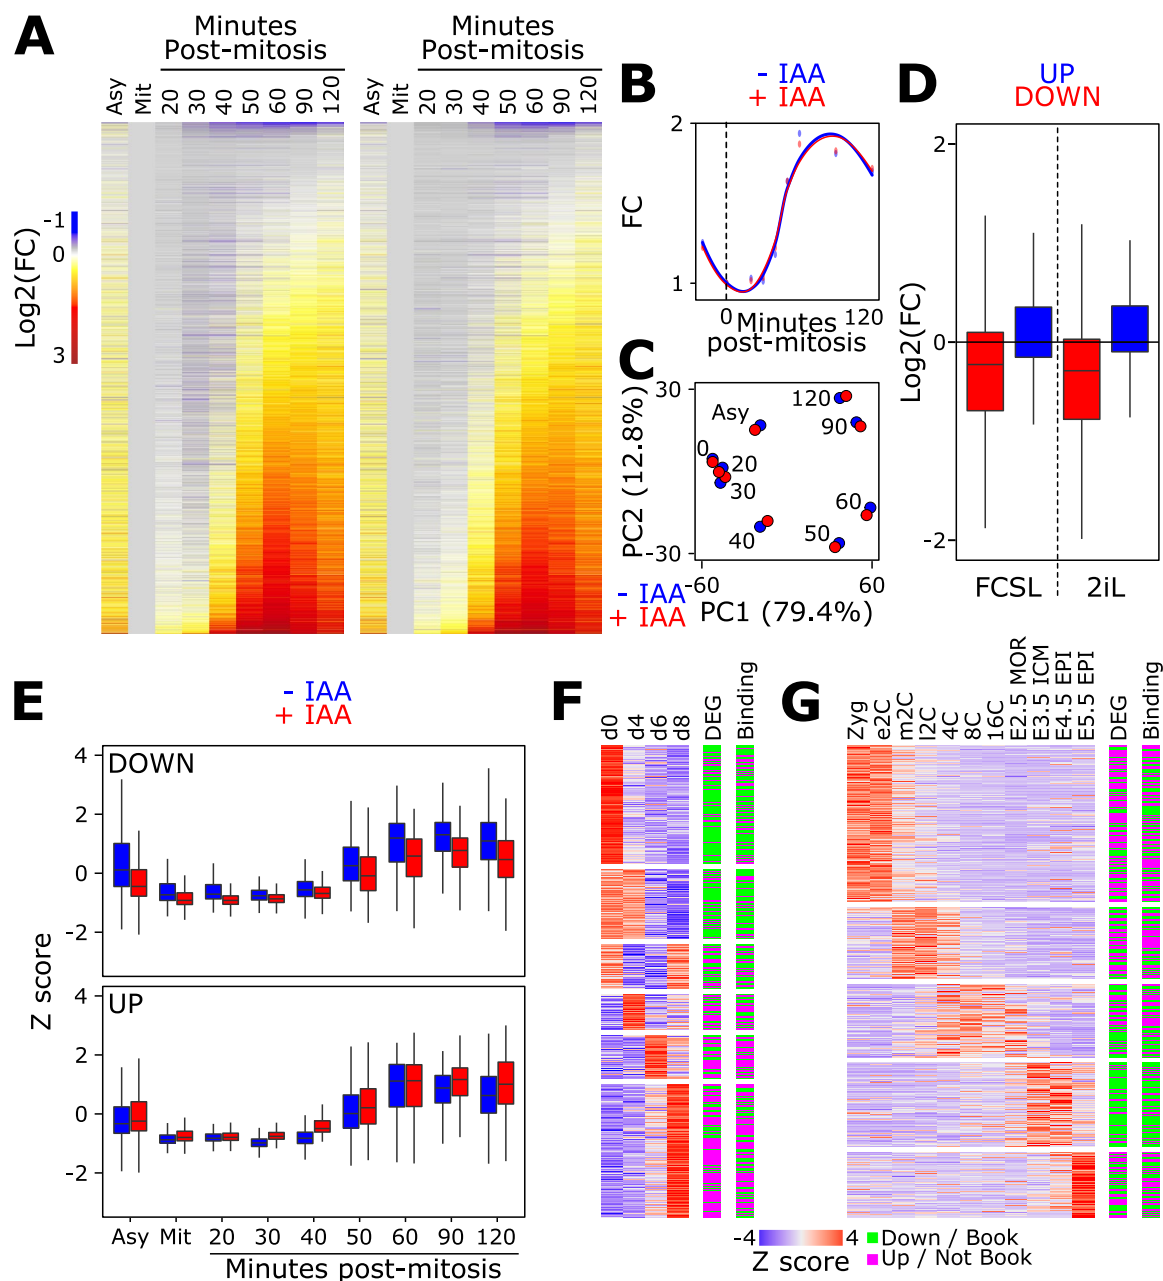 A
Minutes
Post-mitosis
Minutes
Post-mitosis
Asy Mit 20 30 40 50 60 90 120
Asy Mit 20 30 40 50 60 90 120
Log2(FC)
-1
0
3
B
- IAA
+ IAA
FC
2
1
0 120
Minutes
post-mitosis
C
PC2 (12.8%)
30
-30
Asy
0
20
30
40
50
60
90
120
-60 60
PC1 (79.4%)
- IAA
+ IAA
D
UP
DOWN
Log2(FC)
2
0
-2
FCSL 2iL
E
- IAA
+ IAA
Z score
DOWN
4
2
0
-2
UP
4
2
0
-2
Asy Mit 20 30 40 50 60 90 120
Minutes post-mitosis
F
d0 d4 d6 d8 DEG Binding
G
Zyg e2C m2C l2C 4C 8C 16C E2.5 MOR E3.5 ICM E4.5 EPI E5.5 EPI DEG Binding
-4 4
Z score
Down / Book
Up / Not Book